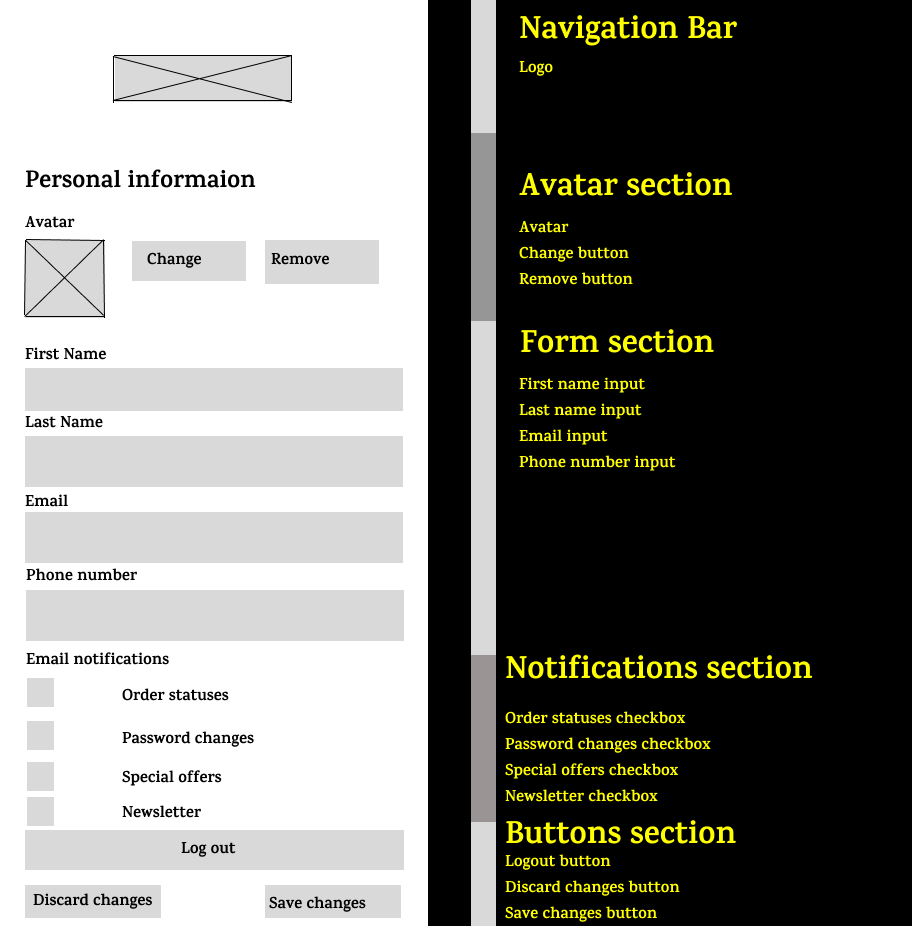 Personal informaion
Avatar
Change
Remove
First Name
Last Name
Email
Phone number
Email notifications
Order statuses
Password changes
Special offers
Newsletter
Log out
Discard changes
Save changes
Navigation Bar
Logo
Avatar section
Avatar
Change button
Remove button
Form section
First name input
Last name input
Email input
Phone number input
Notifications section
Order statuses checkbox
Password changes checkbox
Special offers checkbox
Newsletter checkbox
Buttons section
Logout button
Discard changes button
Save changes button